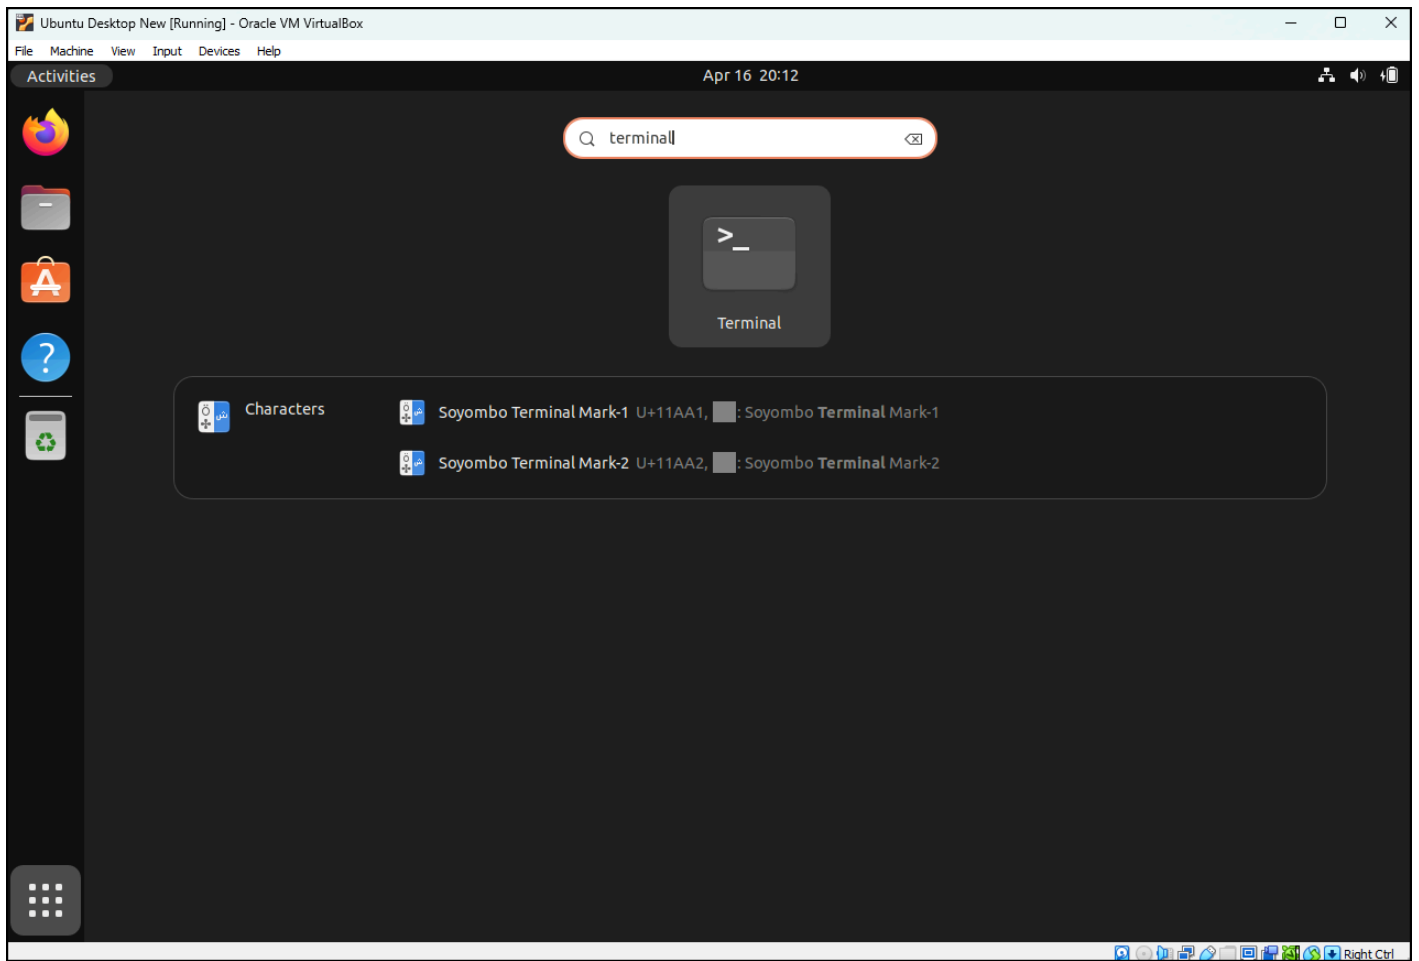 Ubuntu Desktop New [Running] - Oracle VM VirtualBox
File Machine View Input Devices Help
Activities
Apr 16 20:12
terminal
>_
Terminal
Characters
Soyombo Terminal Mark-1 U+11AA1, : Soyombo Terminal Mark-1
Soyombo Terminal Mark-2 U+11AA2, : Soyombo Terminal Mark-2
Right Ctrl